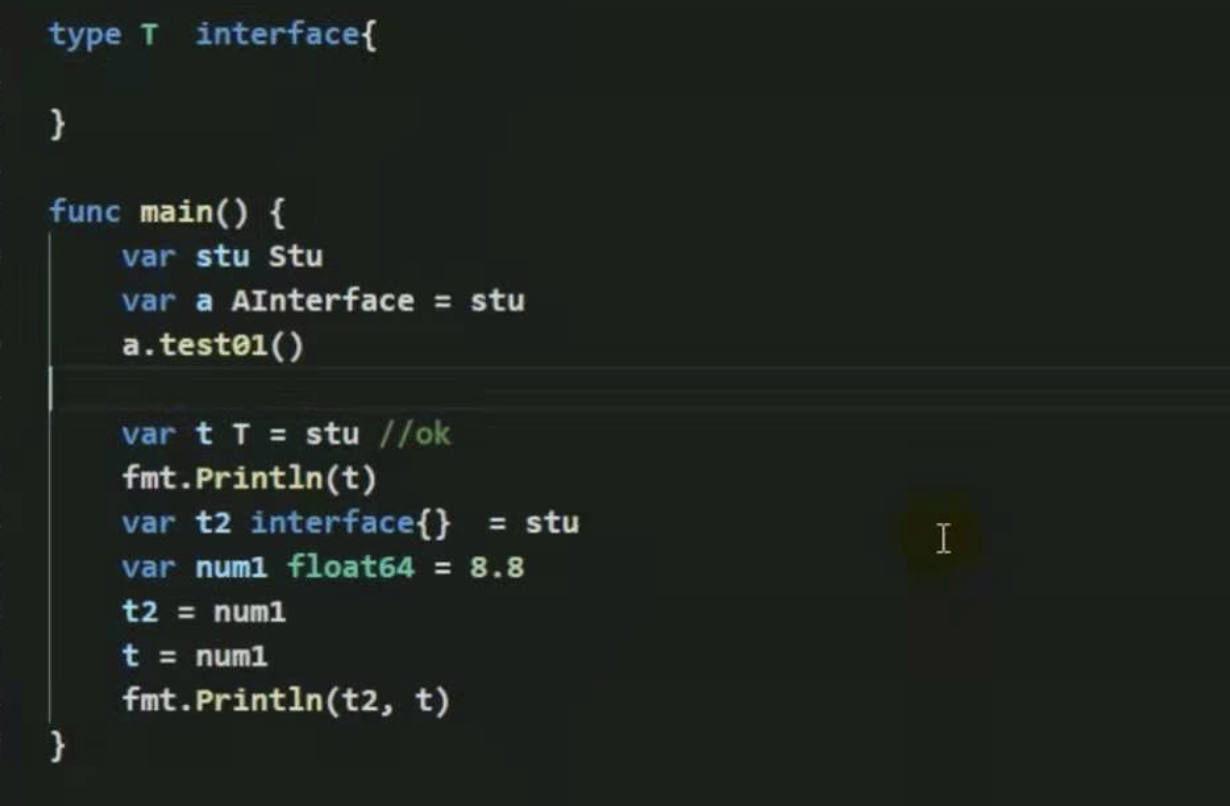 type T  interface{
}
func main() {
    var stu Stu
    var a AInterface = stu
    a.test01()
    var t T = stu //ok
    fmt.Println(t)
    var t2 interface{}  = stu
    var num1 float64 = 8.8
    t2 = num1
    t = num1
    fmt.Println(t2, t)
}